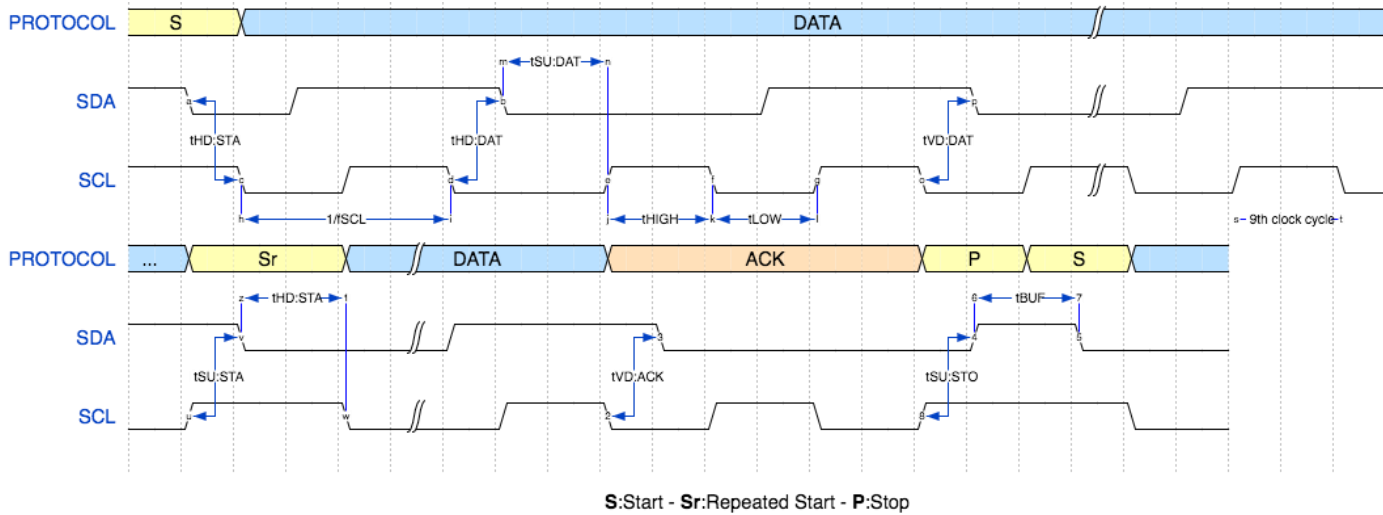 PROTOCOL S DATA
m tSU:DAT n
SDA a b p
tHD:STA tHD:DAT tVD:DAT
SCL c d e f g o
h 1/fSCL i j tHIGH k tLOW l s 9th clock cycle t
PROTOCOL ... Sr DATA ACK P S
z tHD:STA 1 6 tBUF 7
SDA v 3 4 5
tSU:STA tVD:ACK tSU:STO
SCL u w 2 8
S:Start - Sr:Repeated Start - P:Stop